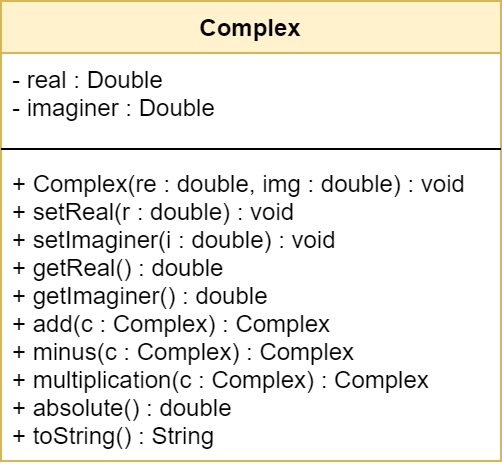 Complex
- real : Double
- imaginer : Double
+ Complex(re : double, img : double) : void
+ setReal(r : double) : void
+ setImaginer(i : double) : void
+ getReal() : double
+ getImaginer() : double
+ add(c : Complex) : Complex
+ minus(c : Complex) : Complex
+ multiplication(c : Complex) : Complex
+ absolute() : double
+ toString() : String